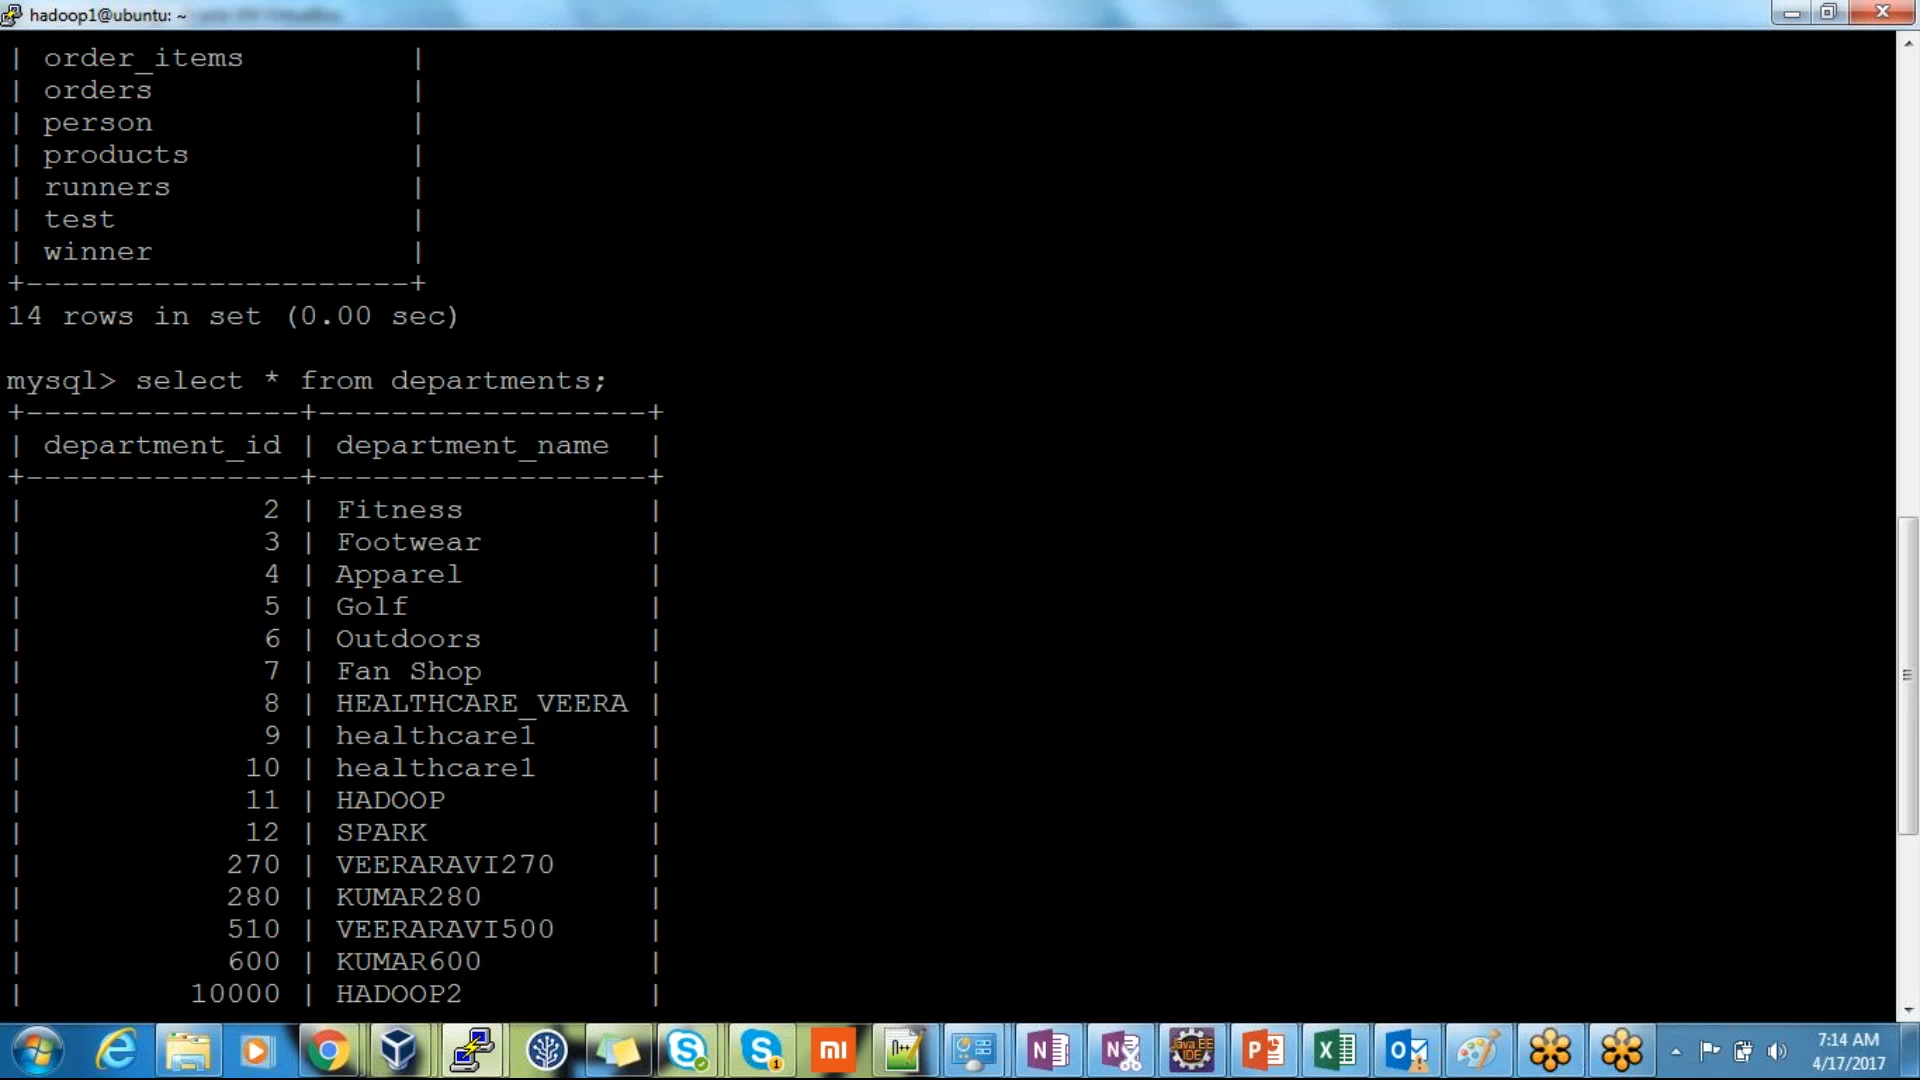 hadoop1@ubuntu: ~
| order_items         |
| orders              |
| person              |
| products            |
| runners             |
| test                |
| winner              |
+---------------------+
14 rows in set (0.00 sec)
mysql> select * from departments;
+---------------+------------------+
| department_id | department_name  |
+---------------+------------------+
|             2 | Fitness          |
|             3 | Footwear         |
|             4 | Apparel          |
|             5 | Golf             |
|             6 | Outdoors         |
|             7 | Fan Shop         |
|             8 | HEALTHCARE_VEERA |
|             9 | healthcare1      |
|            10 | healthcare1      |
|            11 | HADOOP           |
|            12 | SPARK            |
|           270 | VEERARAVI270     |
|           280 | KUMAR280         |
|           510 | VEERARAVI500     |
|           600 | KUMAR600         |
|         10000 | HADOOP2          |
Java EE
IDE
7:14 AM
4/17/2017